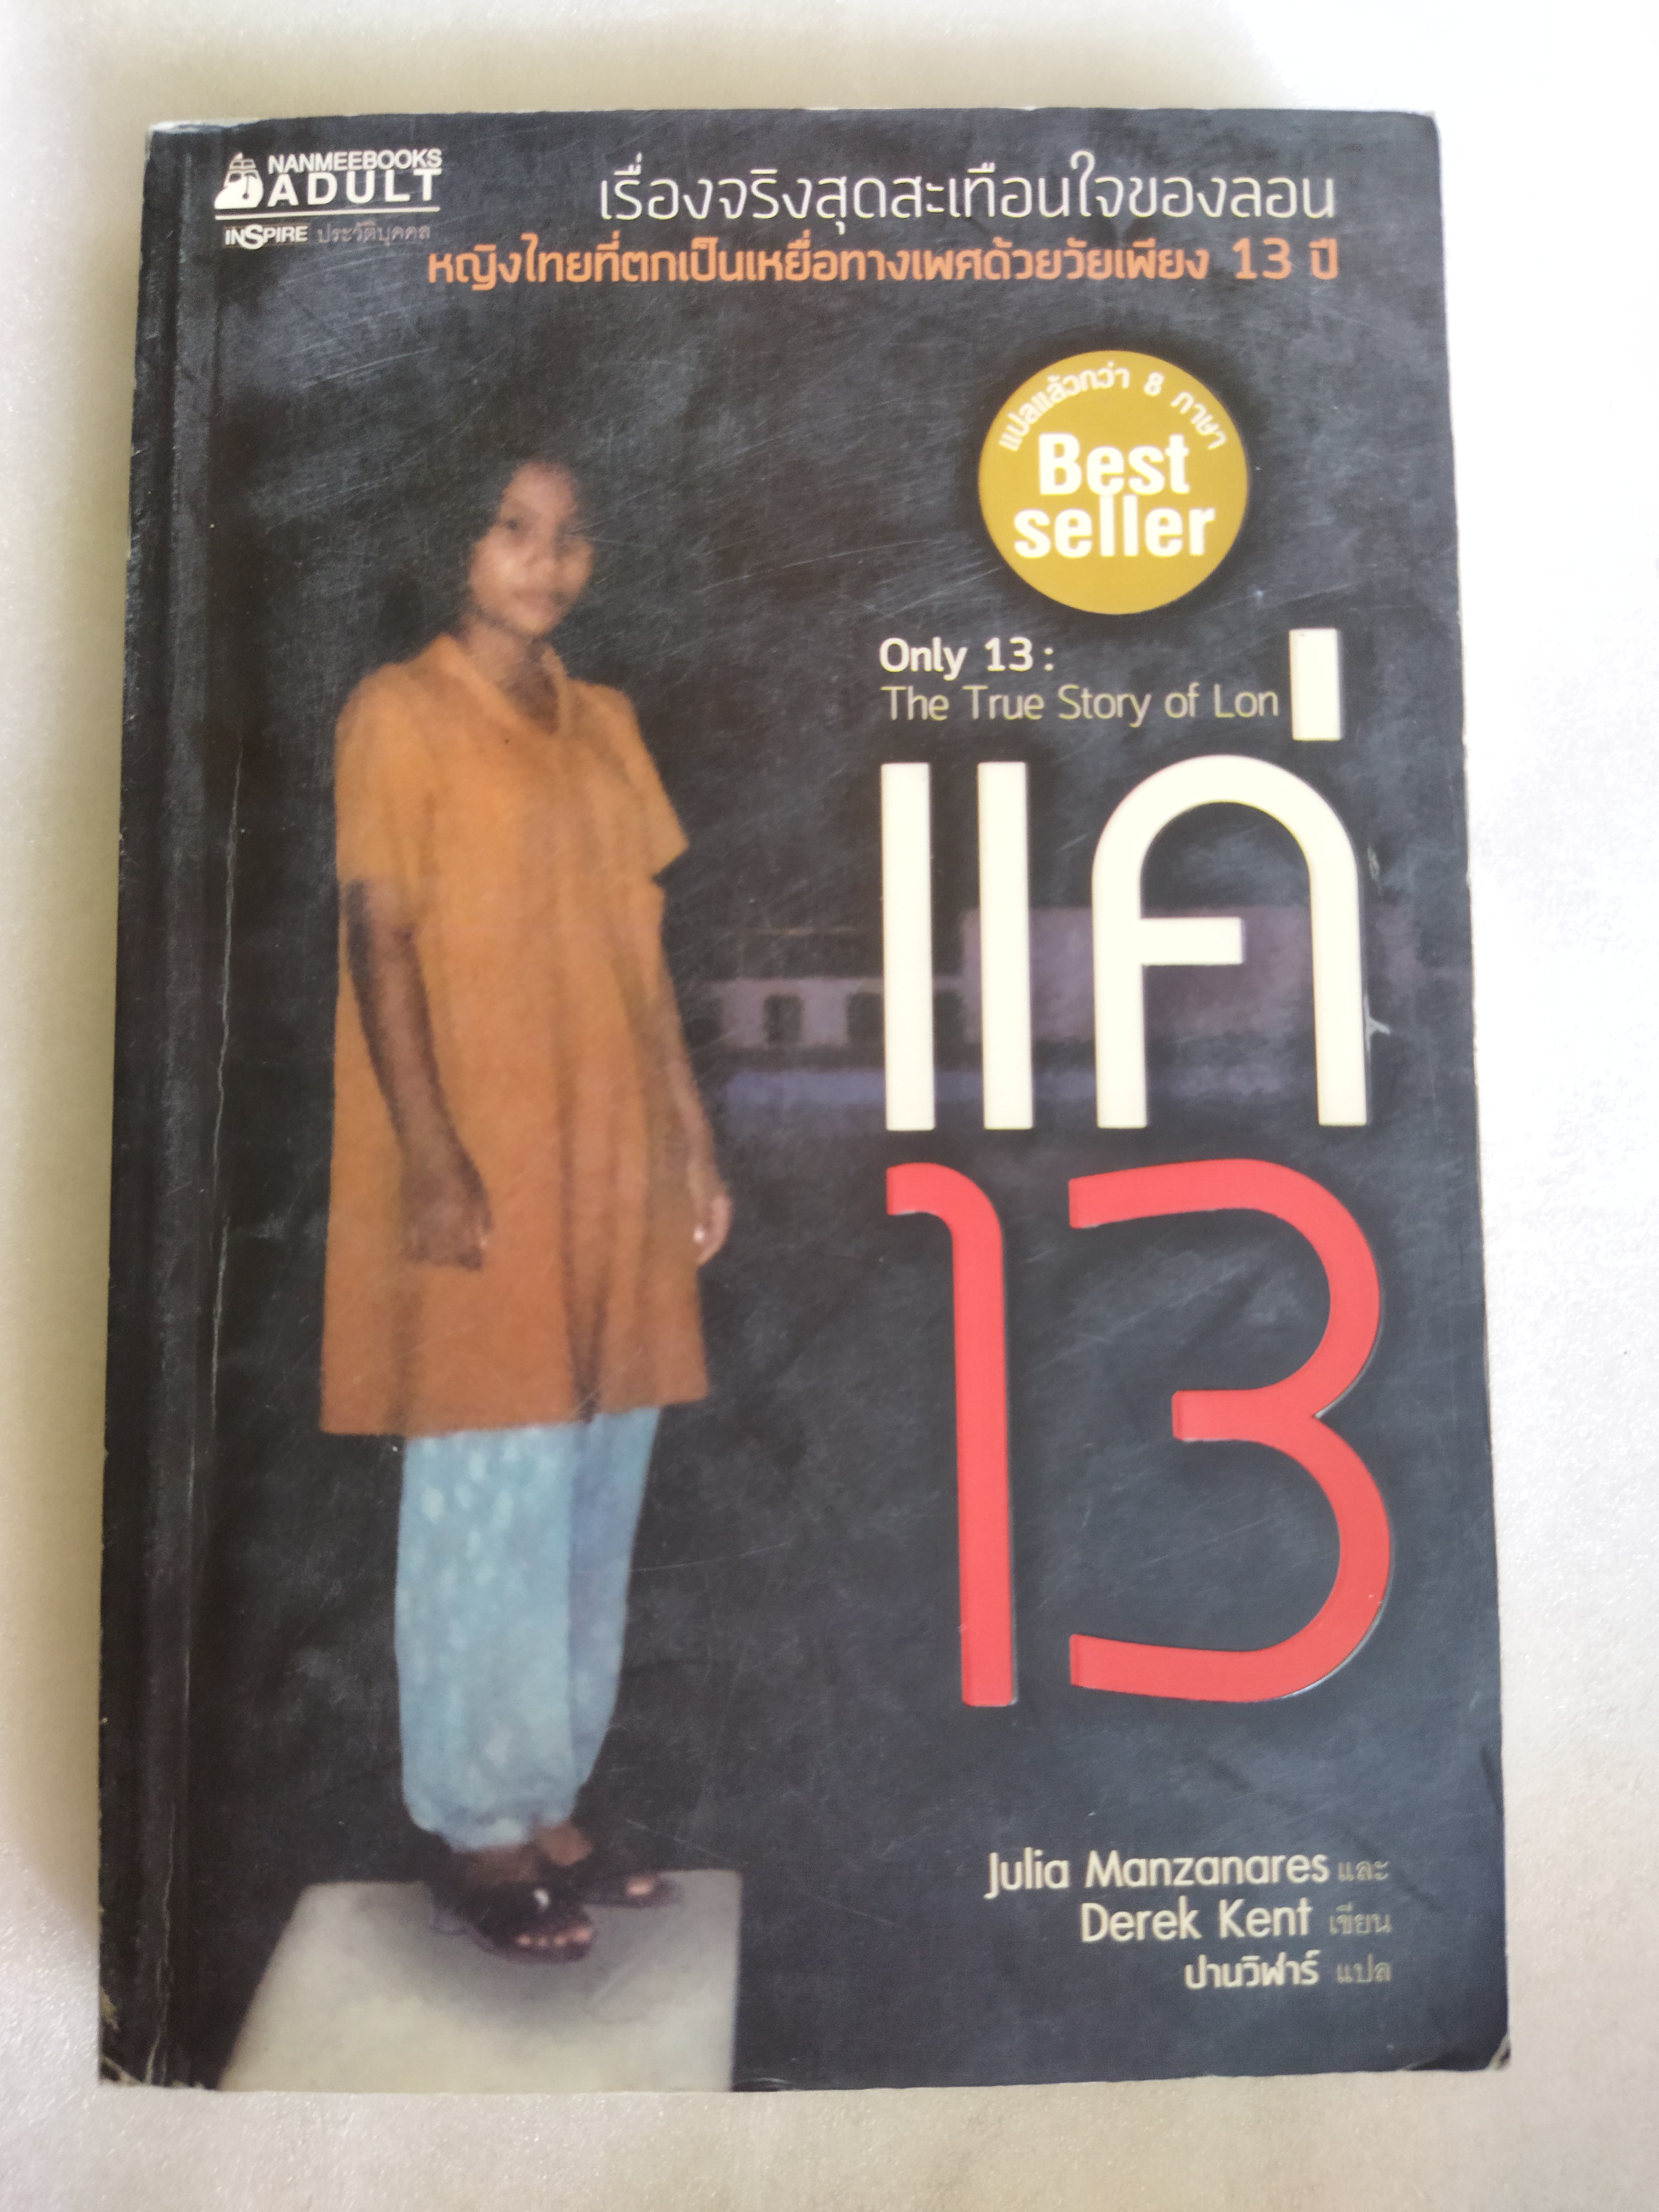 NANMEEBOOKS
ADULT
INSPIRE ประวัติบุคคล
เรื่องจริงสุดสะเทือนใจของลอน
หญิงไทยที่ตกเป็นเหยื่อทางเพศด้วยวัยเพียง 13 ปี
แปลแล้วกว่า 8 ภาษา
Best
seller
Only 13 :
The True Story of Lon
แค่
13
Julia Manzanares และ
Derek Kent เขียน
ปานวิฬาร์ แปล